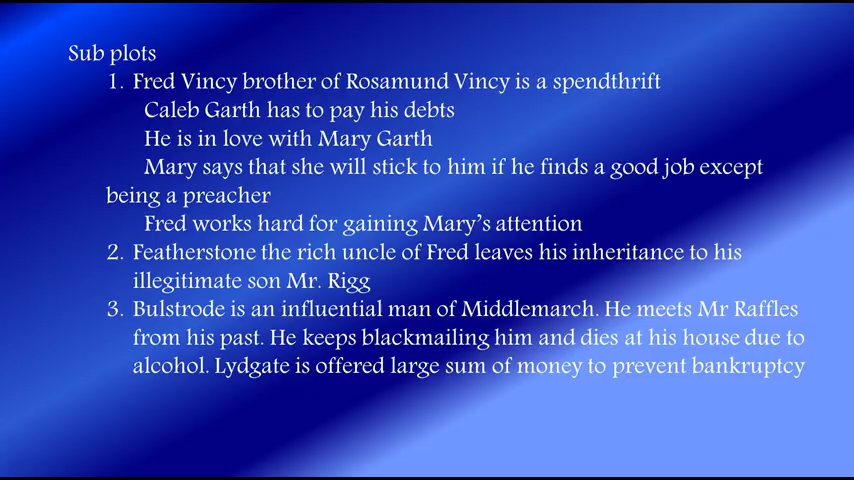 Sub plots
1. Fred Vincy brother of Rosamund Vincy is a spendthrift
Caleb Garth has to pay his debts
He is in love with Mary Garth
Mary says that she will stick to him if he finds a good job except
being a preacher
Fred works hard for gaining Mary's attention
2. Featherstone the rich uncle of Fred leaves his inheritance to his
illegitimate son Mr. Rigg
3. Bulstrode is an influential man of Middlemarch. He meets Mr Raffles
from his past. He keeps blackmailing him and dies at his house due to
alcohol. Lydgate is offered large sum of money to prevent bankruptcy